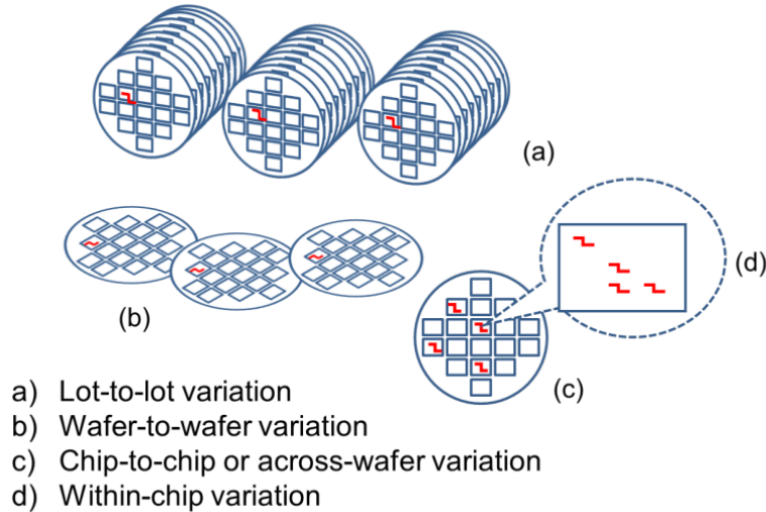 (a)
(d)
(b)
(c)
a) Lot-to-lot variation
b) Wafer-to-wafer variation
c) Chip-to-chip or across-wafer variation
d) Within-chip variation